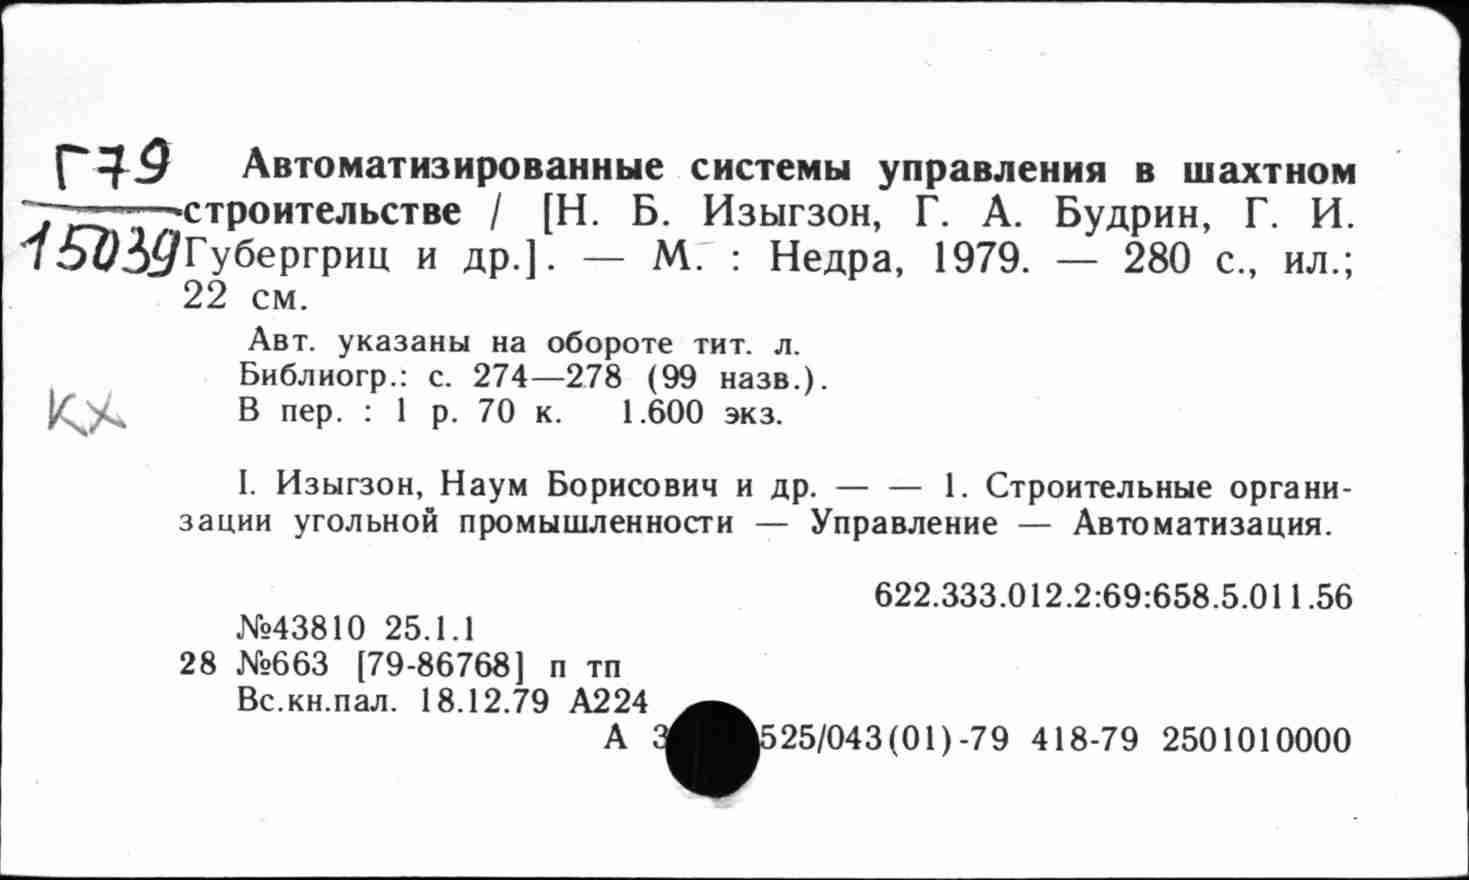 Г79
15039
Автоматизированные системы управления в шахтном
строительстве / [Н. Б. Изыгзон, Г. А. Будрин, Г. И.
Губергриц и др.]. — М. : Недра, 1979. — 280 с., ил.;
22 см.
Авт. указаны на обороте тит. л.
Библиогр.: с. 274—278 (99 назв.).
В пер. : 1 р. 70 к. 1.600 экз.
КХ
I. Изыгзон, Наум Борисович и др. — — 1. Строительные органи-
зации угольной промышленности — Управление — Автоматизация.
622.333.012.2:69:658.5.011.56
№43810 25.1.1
28 №663 [79-86768] п тп
Вс.кн.пал. 18.12.79 А224
А 3 525/043(01)-79 418-79 2501010000